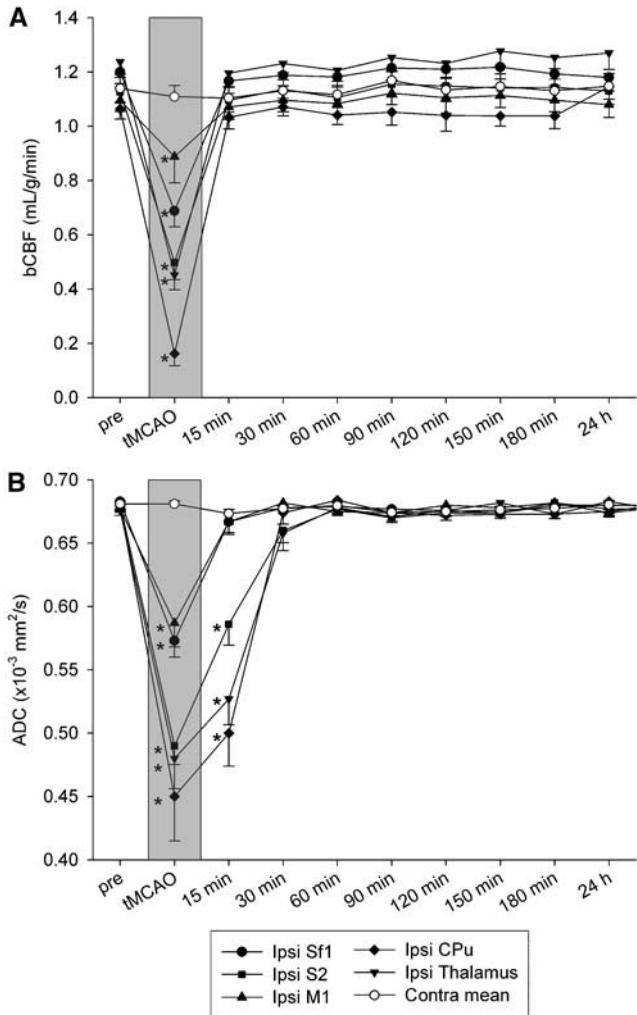 A
bCBF (mL/g/min)
1.4
1.2
1.0
0.8
0.6
0.4
0.2
0.0
*
*
*
*
*
pre
tMCAO
15 min
30 min
60 min
90 min
120 min
150 min
180 min
24 h
B
ADC (x10⁻³ mm²/s)
0.70
0.65
0.60
0.55
0.50
0.45
0.40
*
*
*
*
*
*
*
*
pre
tMCAO
15 min
30 min
60 min
90 min
120 min
150 min
180 min
24 h
Ipsi Sf1
Ipsi S2
Ipsi M1
Ipsi CPu
Ipsi Thalamus
Contra mean